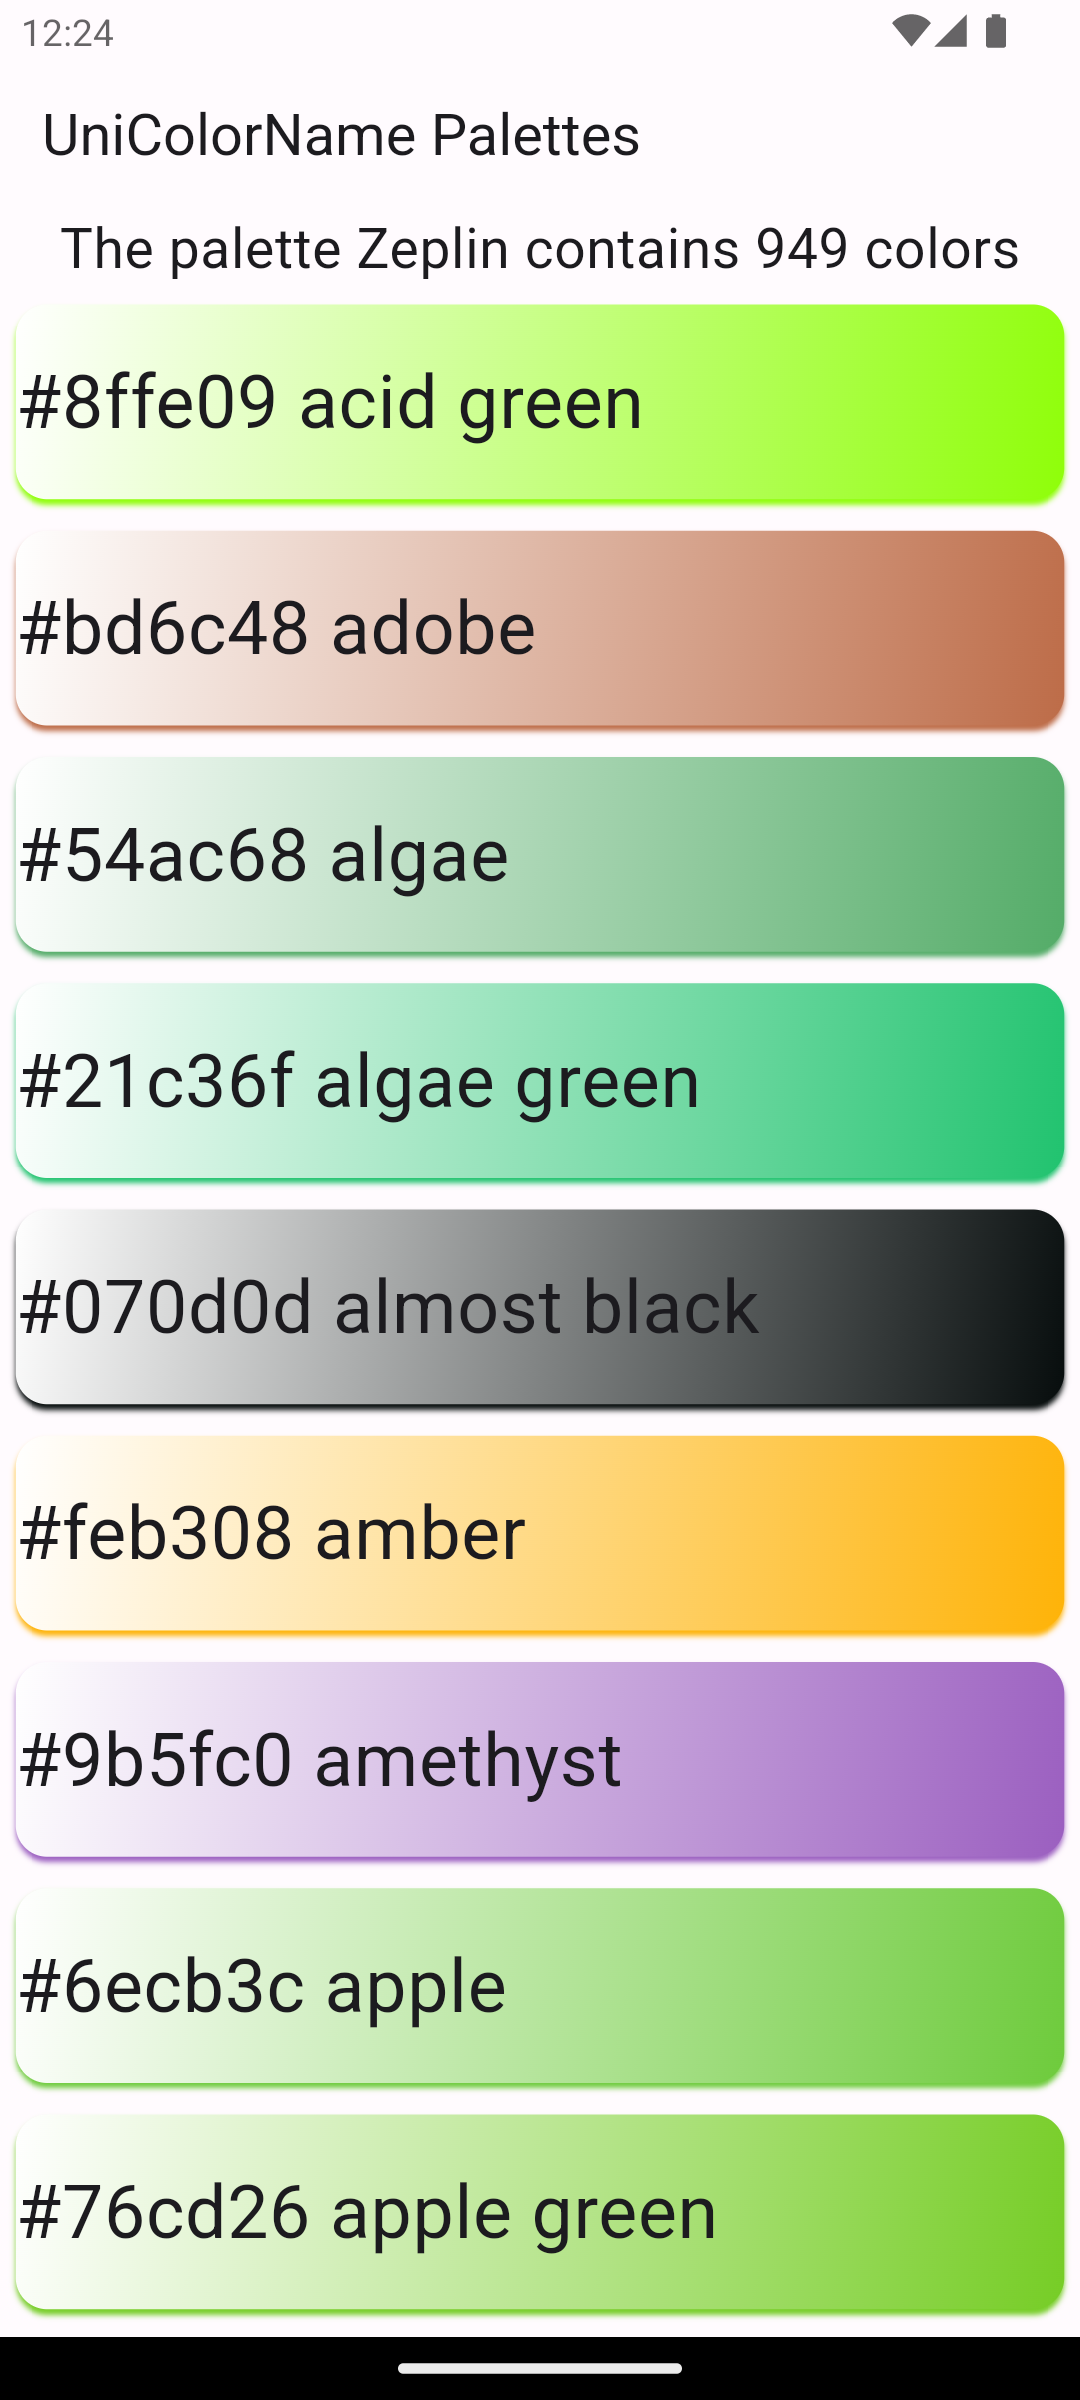 12:24
UniColorName Palettes
The palette Zeplin contains 949 colors
#8ffe09 acid green
#bd6c48 adobe
#54ac68 algae
#21c36f algae green
#070d0d almost black
#feb308 amber
#9b5fc0 amethyst
#6ecb3c apple
#76cd26 apple green